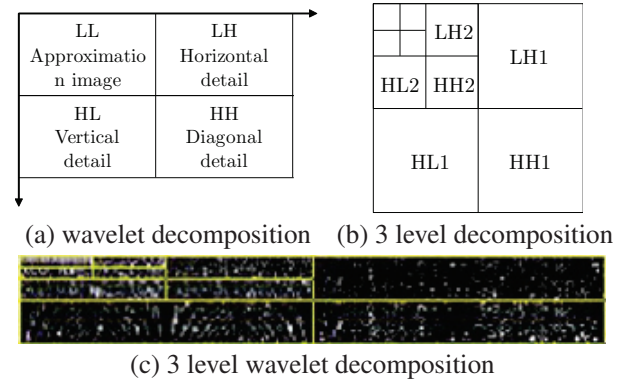 LL
Approximatio
n image
LH
Horizontal
detail
HL
Vertical
detail
HH
Diagonal
detail
LH2
LH1
HL2
HH2
HL1
HH1
(a) wavelet decomposition
(b) 3 level decomposition
(c) 3 level wavelet decomposition